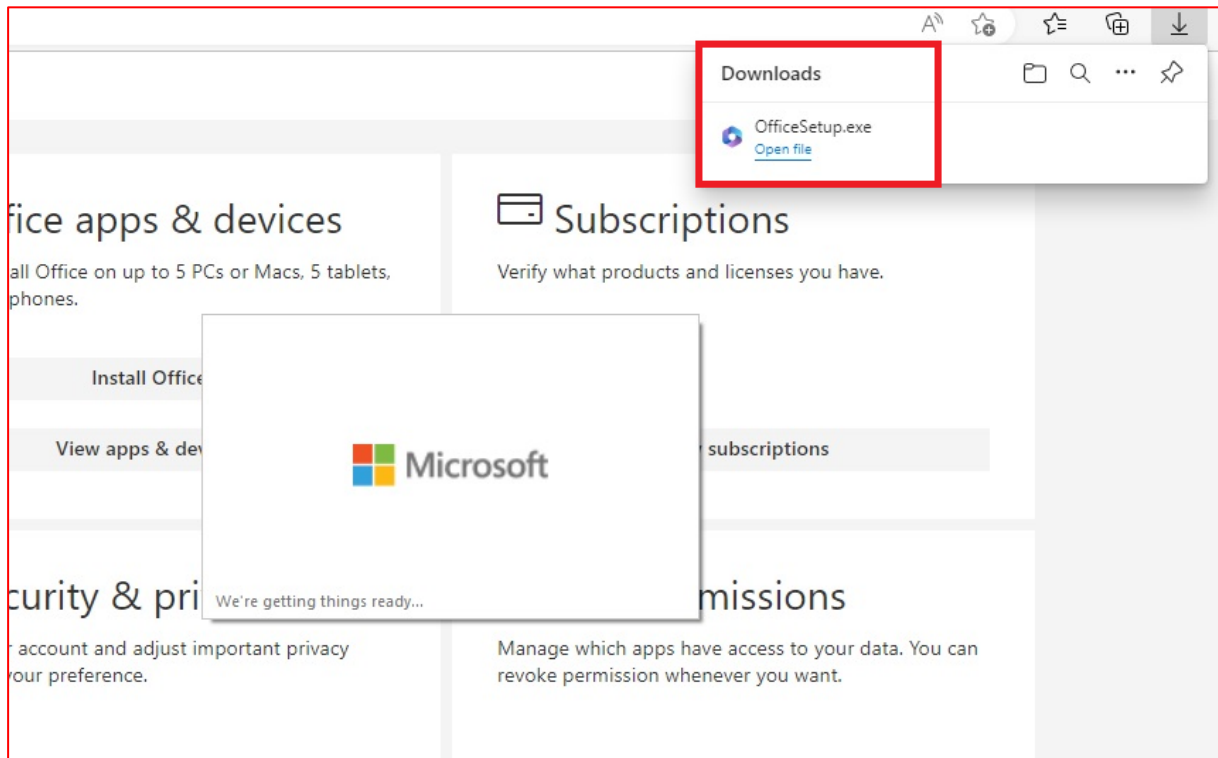 Downloads
OfficeSetup.exe
Open file
fice apps & devices
all Office on up to 5 PCs or Macs, 5 tablets,
phones.
Install Office
View apps & dev
Subscriptions
Verify what products and licenses you have.
subscriptions
Microsoft
We're getting things ready...
curity & pri
r account and adjust important privacy
your preference.
missions
Manage which apps have access to your data. You can
revoke permission whenever you want.